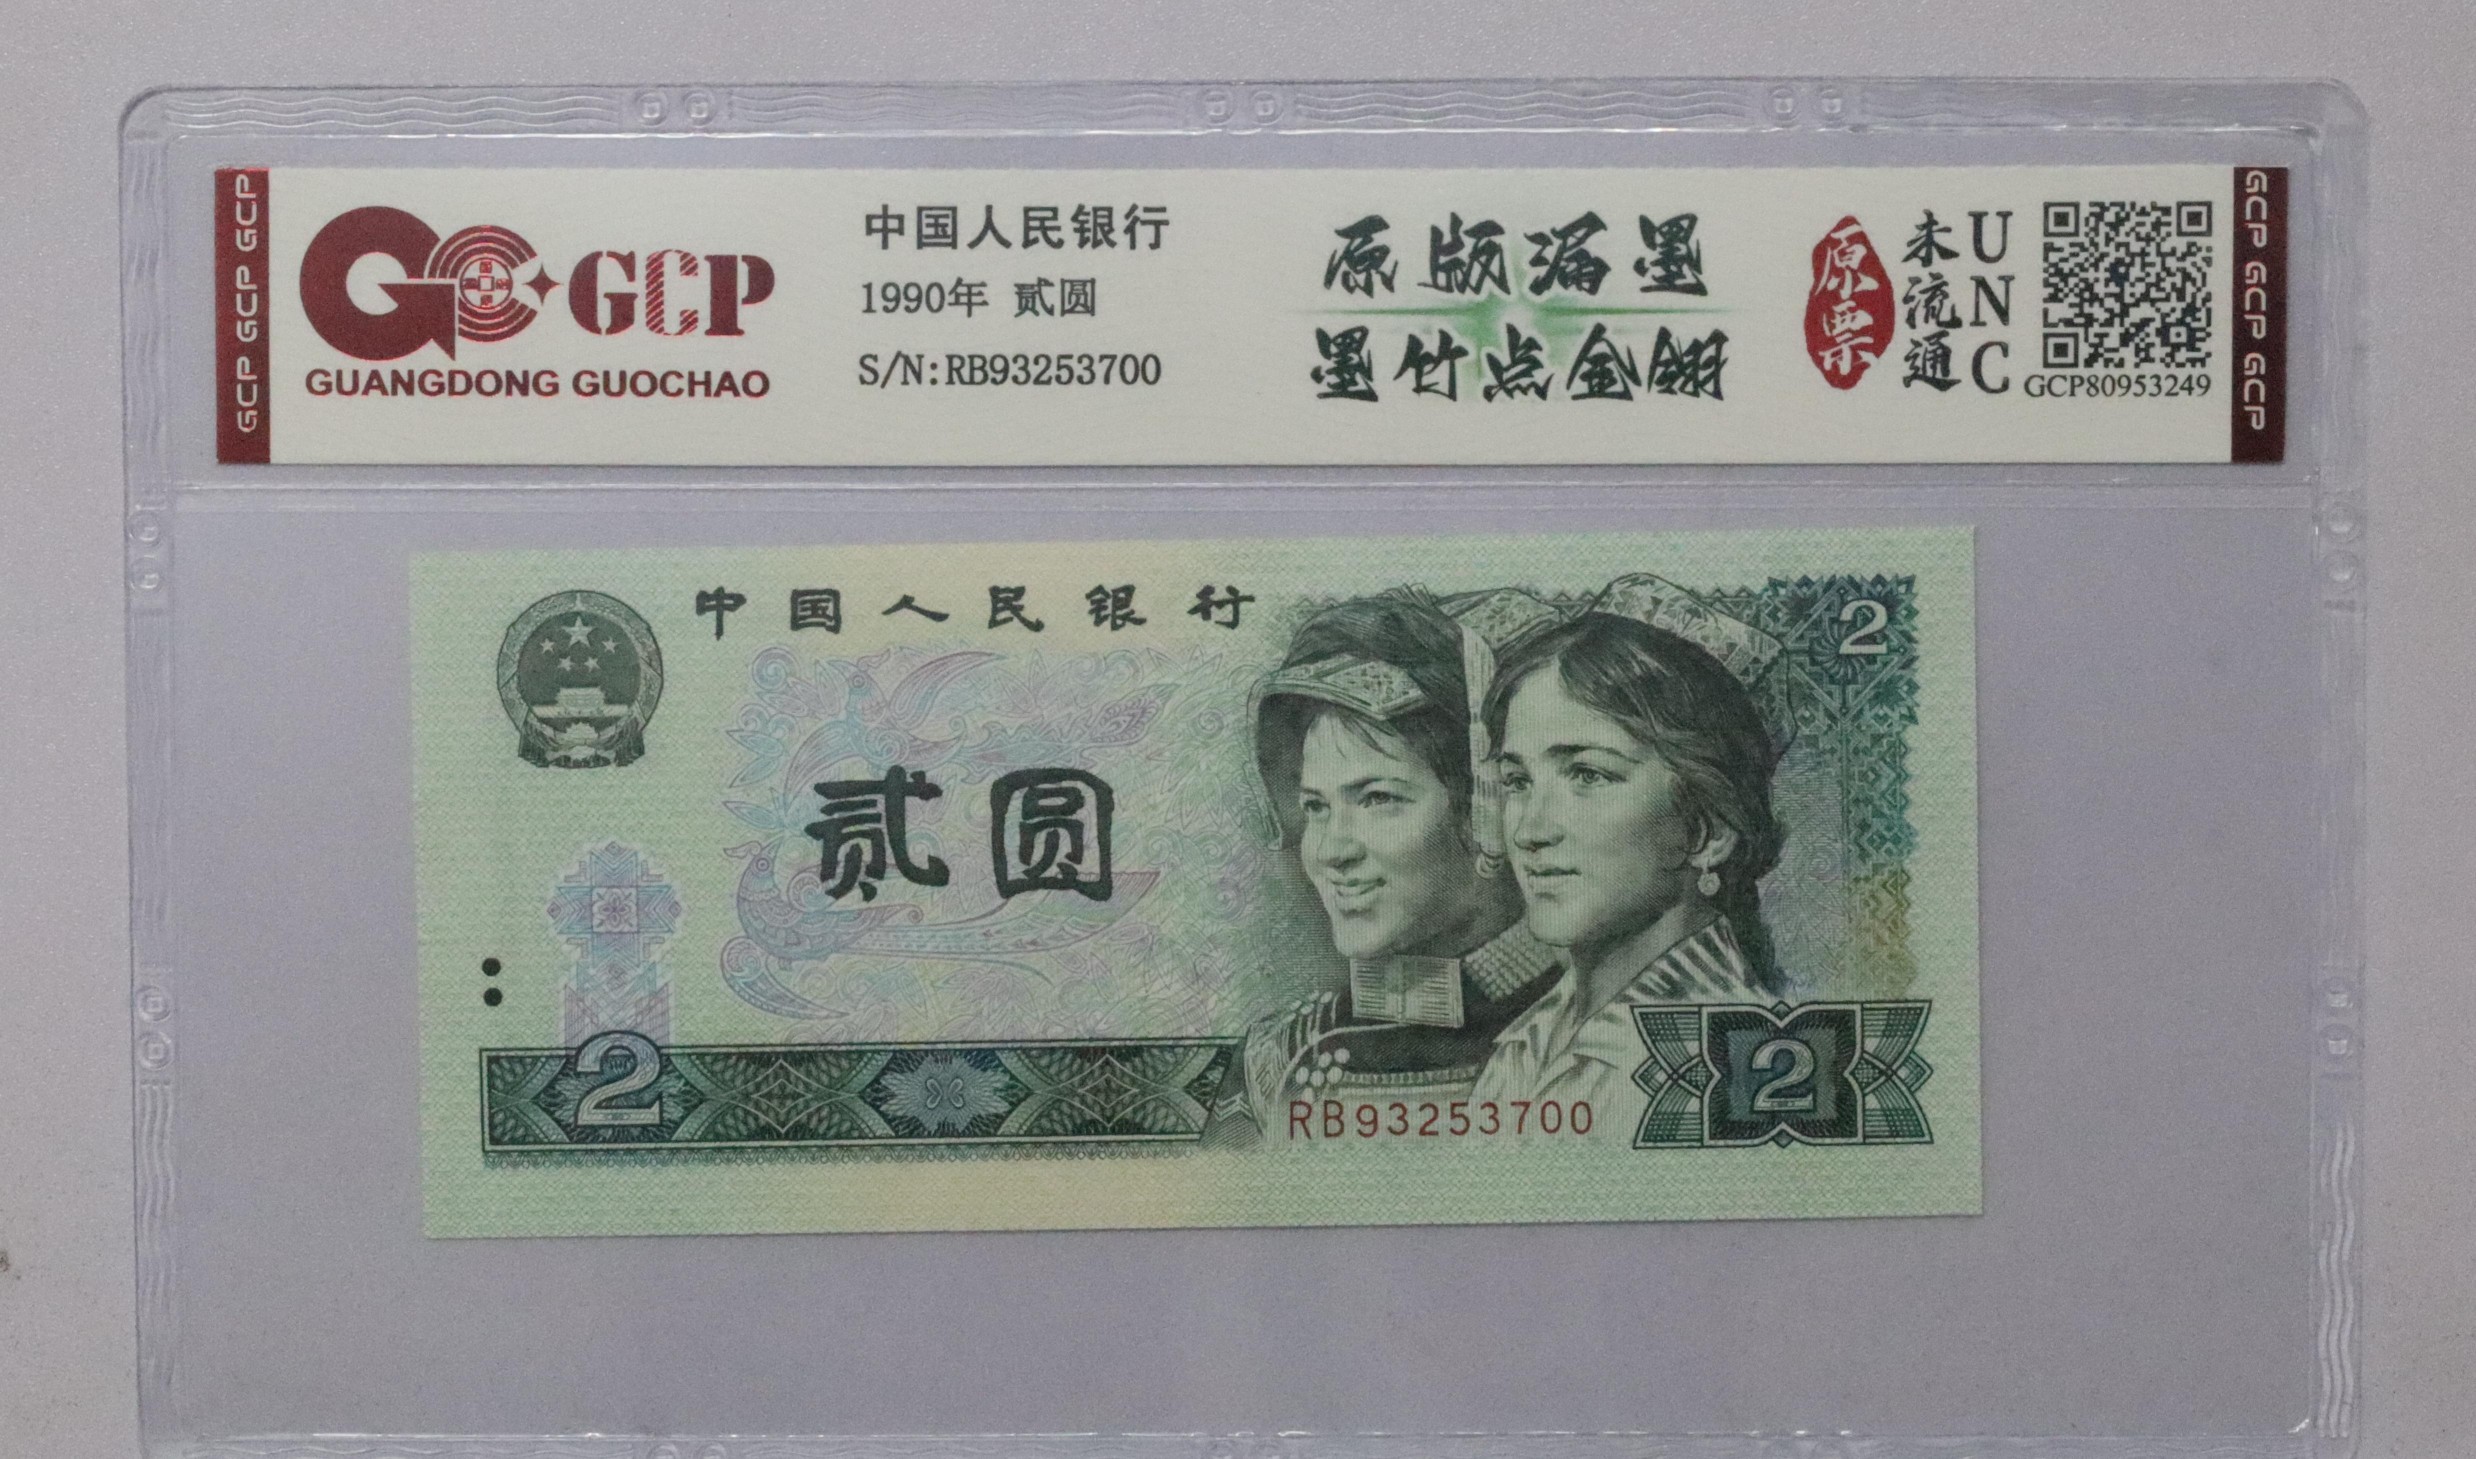 GCP GCP GCP
GCP
GUANGDONG GUOCHAO
中国人民银行
1990年 贰圆
S/N:RB93253700
原版漏墨
墨竹点金翎
原票
未流通
UNC
GCP80953249
GCP GCP GCP
中国人民银行
2
贰圆
2
RB93253700
2